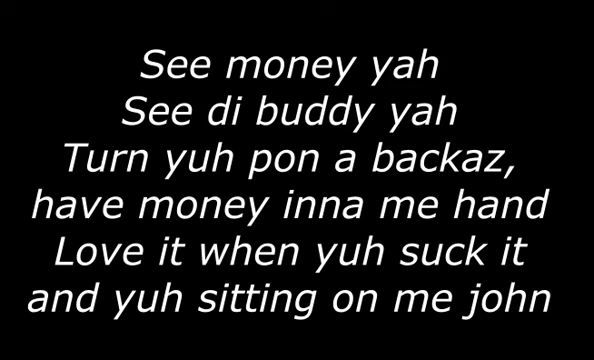 See money yah
See di buddy yah
Turn yuh pon a backaz,
have money inna me hand
Love it when yuh suck it
and yuh sitting on me john